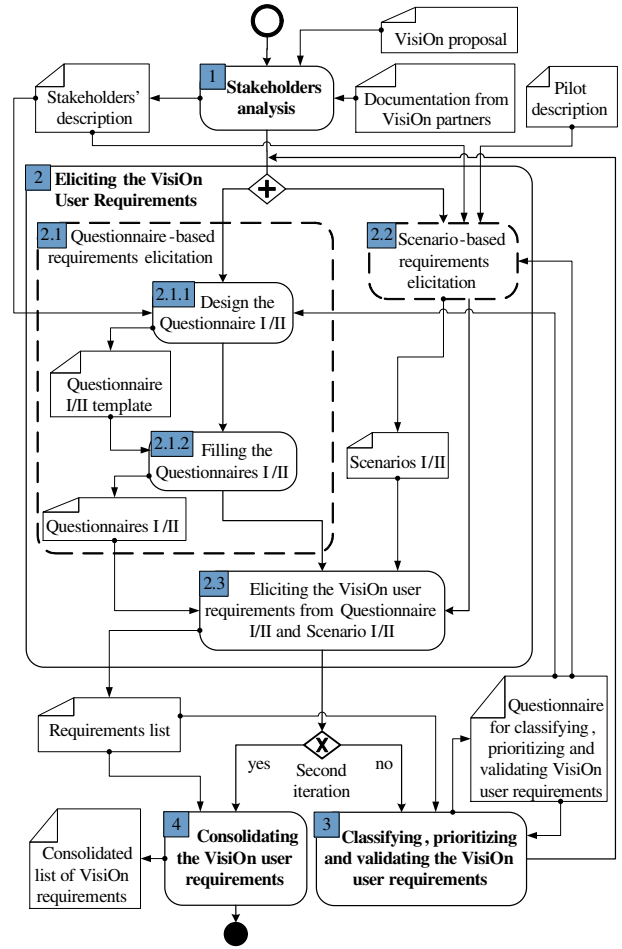 VisiOn proposal
1
Stakeholders
analysis
Stakeholders'
description
Documentation from
VisiOn partners
Pilot
description
2
Eliciting the VisiOn
User Requirements
2.1
Questionnaire-based
requirements elicitation
2.2
Scenario-based
requirements
elicitation
2.1.1
Design the
Questionnaire I/II
Questionnaire
I/II template
2.1.2
Filling the
Questionnaires I/II
Scenarios I/II
Questionnaires I/II
2.3
Eliciting the VisiOn user
requirements from Questionnaire
I/II and Scenario I/II
Requirements list
X
yes
Second
iteration
no
Questionnaire
for classifying,
prioritizing and
validating VisiOn
user requirements
4
Consolidating
the VisiOn user
requirements
3
Classifying, prioritizing
and validating the VisiOn
user requirements
Consolidated
list of VisiOn
requirements